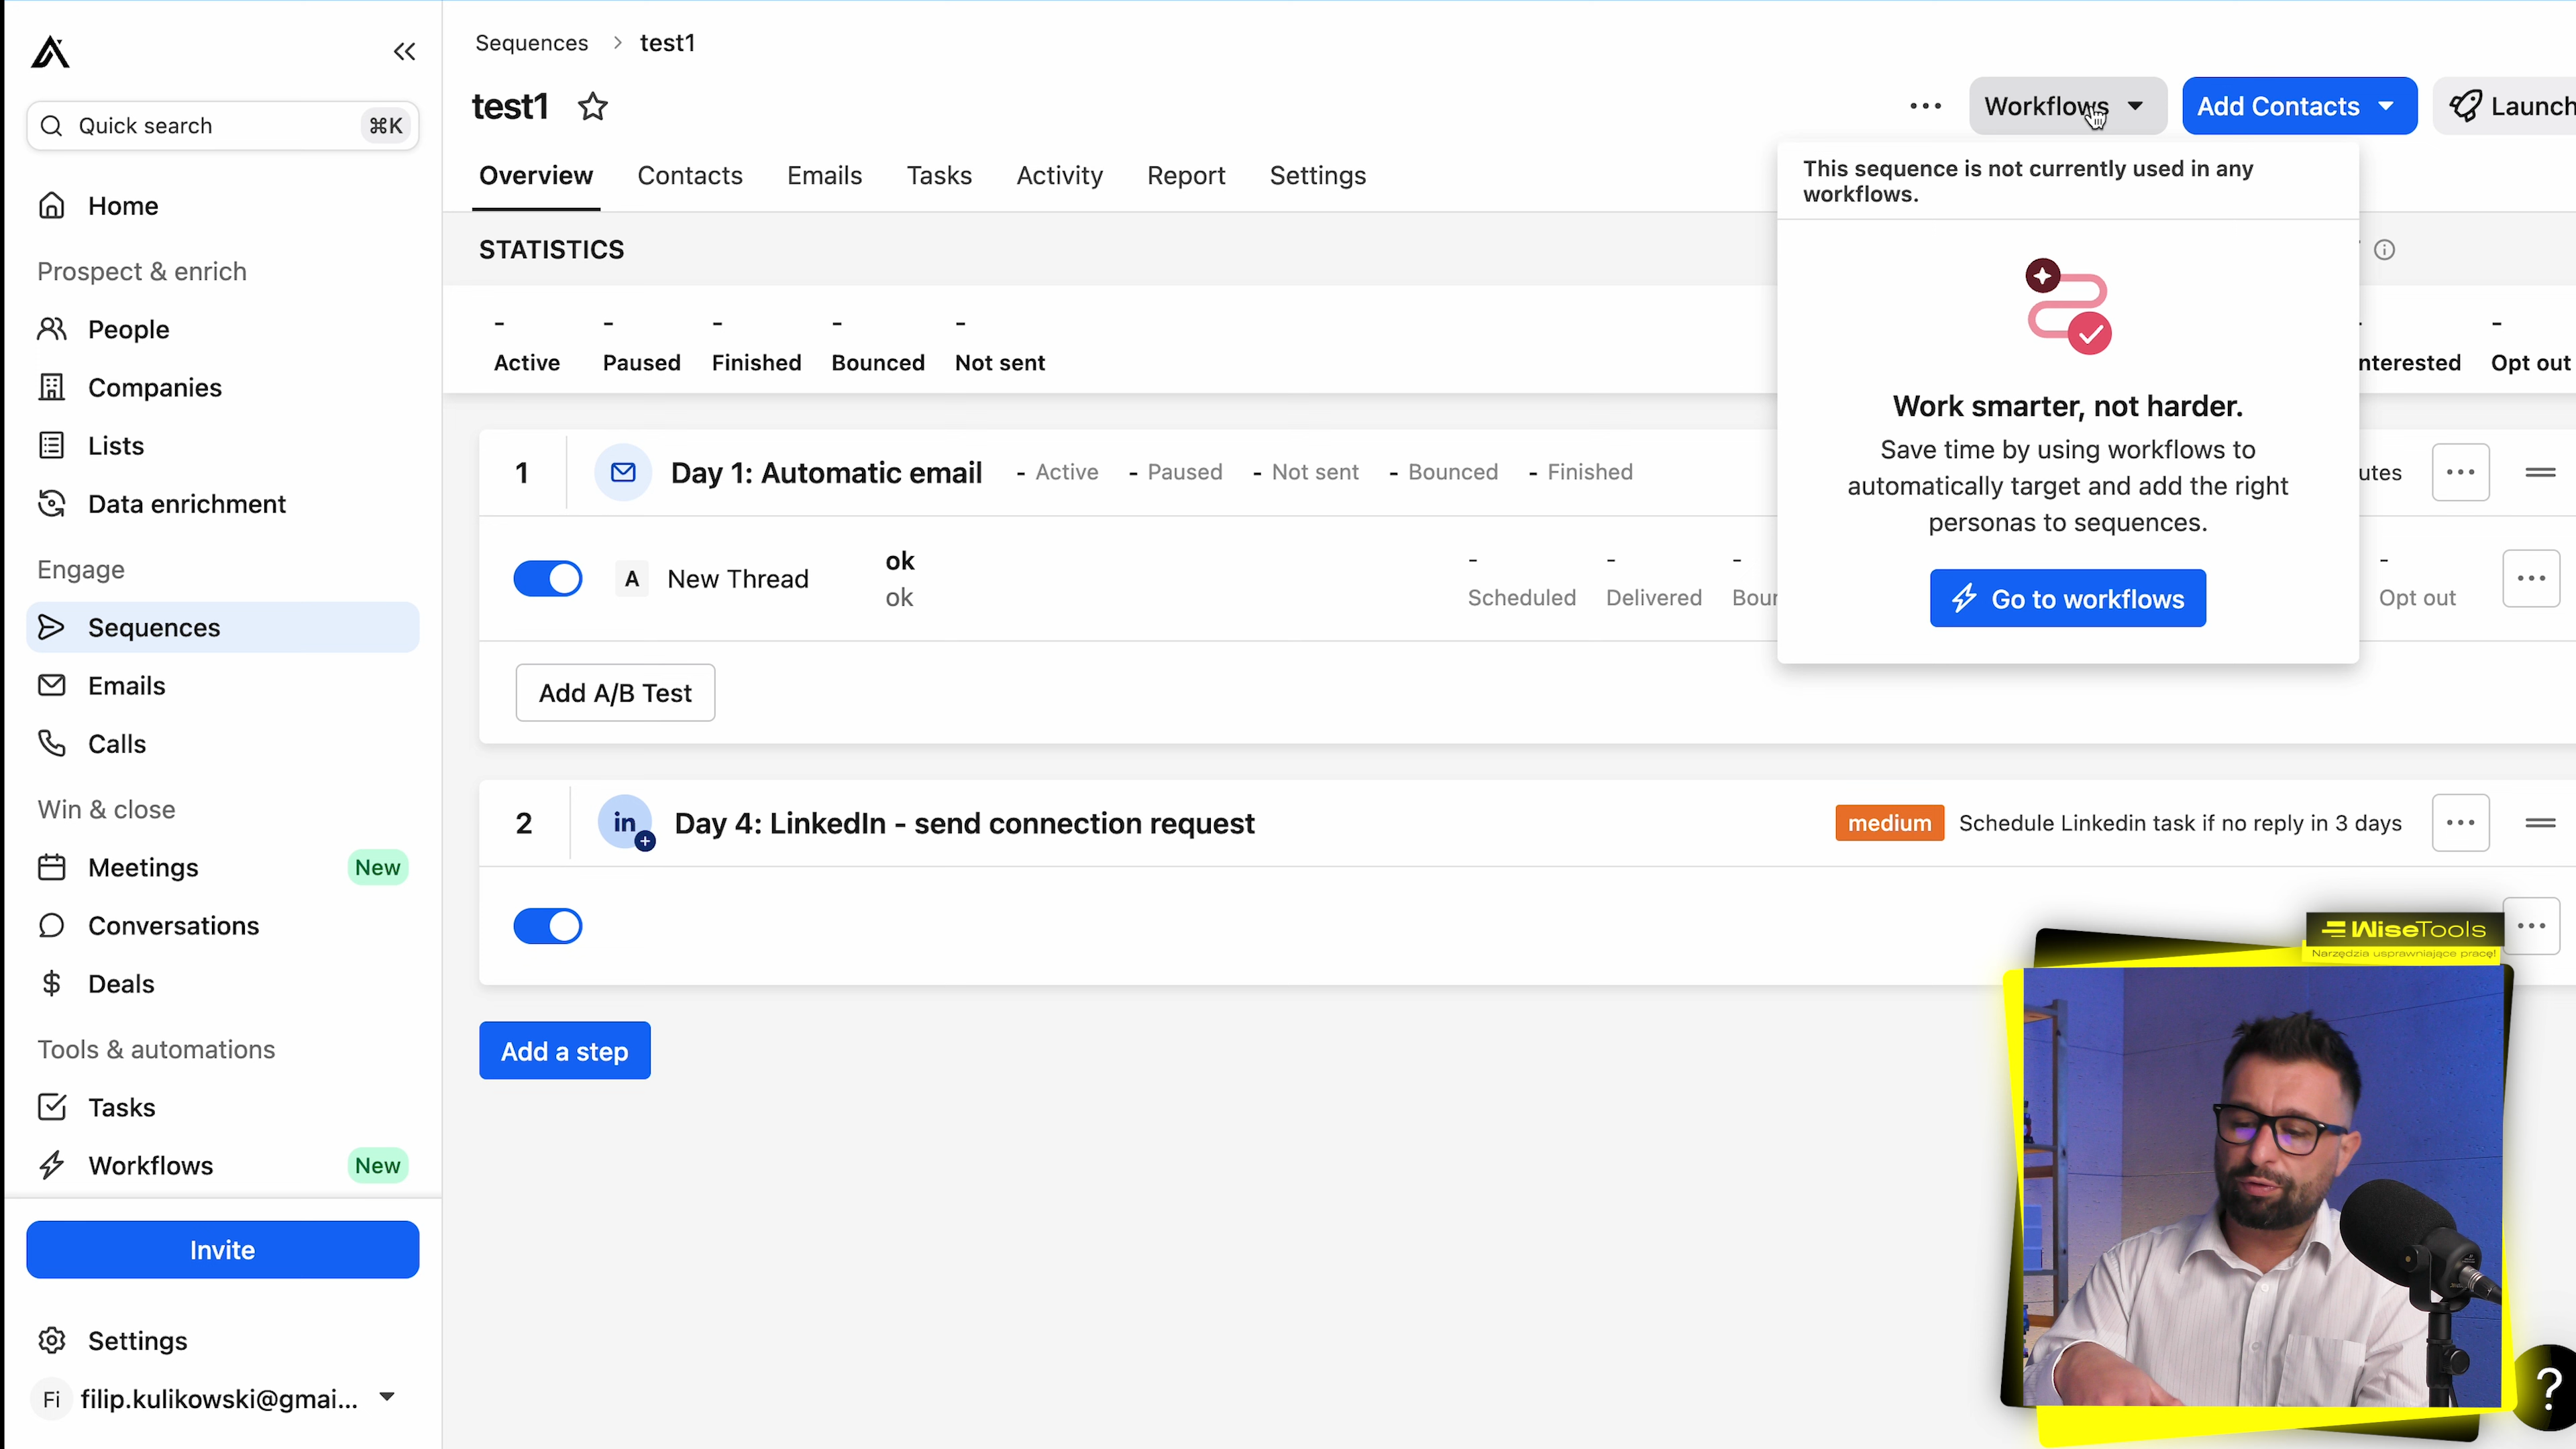 Sequences > test1
Quick search ⌘K
test1
Workflows
Add Contacts
Launch
Home
Overview Contacts Emails Tasks Activity Report Settings
This sequence is not currently used in any
workflows.
Prospect & enrich
STATISTICS
People
- - - - -
-
Active Paused Finished Bounced Not sent
nterested Opt out
Companies
Work smarter, not harder.
Save time by using workflows to
automatically target and add the right
personas to sequences.
Go to workflows
Lists
1 Day 1: Automatic email - Active - Paused - Not sent - Bounced - Finished
utes
Data enrichment
Engage
A New Thread
ok
ok
- - - -
Scheduled Delivered Boun
Opt out
Sequences
Emails
Add A/B Test
Calls
Win & close
2 in Day 4: LinkedIn - send connection request
medium Schedule Linkedin task if no reply in 3 days
Meetings New
Conversations
WiseTools
Narzędzia usprawniające pracę!
Deals
Tools & automations
Add a step
Tasks
Workflows New
Invite
Settings
Fi filip.kulikowski@gmai...
?